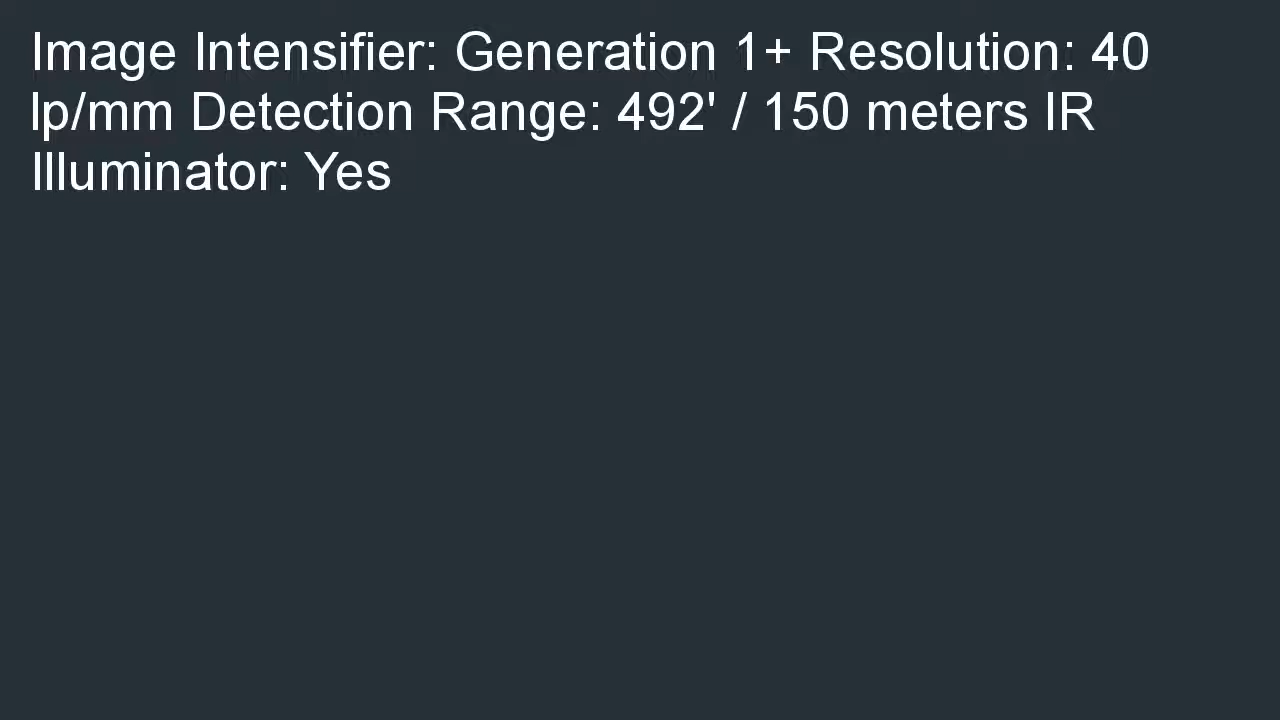 Image Intensifier: Generation 1+ Resolution: 40
lp/mm Detection Range: 492' / 150 meters IR
Illuminator: Yes